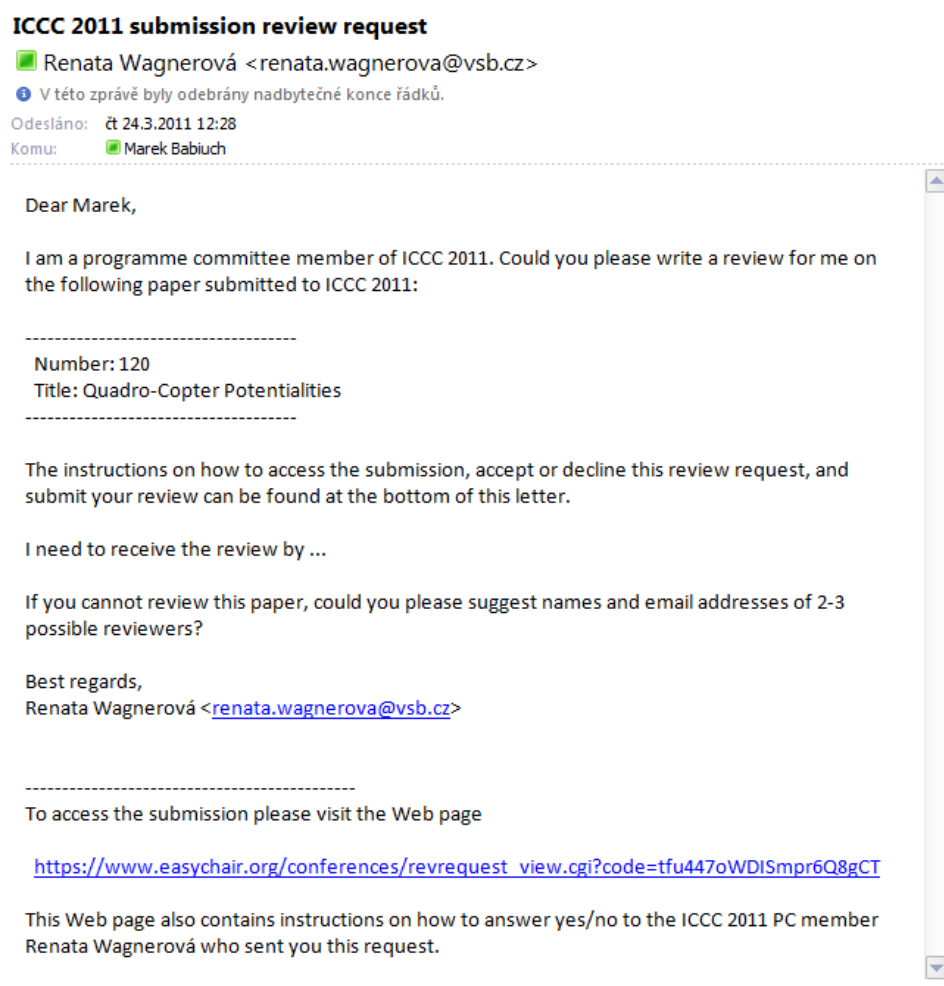 ICCC 2011 submission review request
Renata Wagnerová <renata.wagnerova@vsb.cz>
V této zprávě byly odebrány nadbytečné konce řádků.
Odesláno: čt 24.3.2011 12:28
Komu: Marek Babiuch
Dear Marek,
I am a programme committee member of ICCC 2011. Could you please write a review for me on
the following paper submitted to ICCC 2011:
-------------------------------------
Number: 120
Title: Quadro-Copter Potentialities
-------------------------------------
The instructions on how to access the submission, accept or decline this review request, and
submit your review can be found at the bottom of this letter.
I need to receive the review by ...
If you cannot review this paper, could you please suggest names and email addresses of 2-3
possible reviewers?
Best regards,
Renata Wagnerová <renata.wagnerova@vsb.cz>
---------------------------------------------
To access the submission please visit the Web page
https://www.easychair.org/conferences/revrequest_view.cgi?code=tfu447oWDISmpr6Q8gCT
This Web page also contains instructions on how to answer yes/no to the ICCC 2011 PC member
Renata Wagnerová who sent you this request.